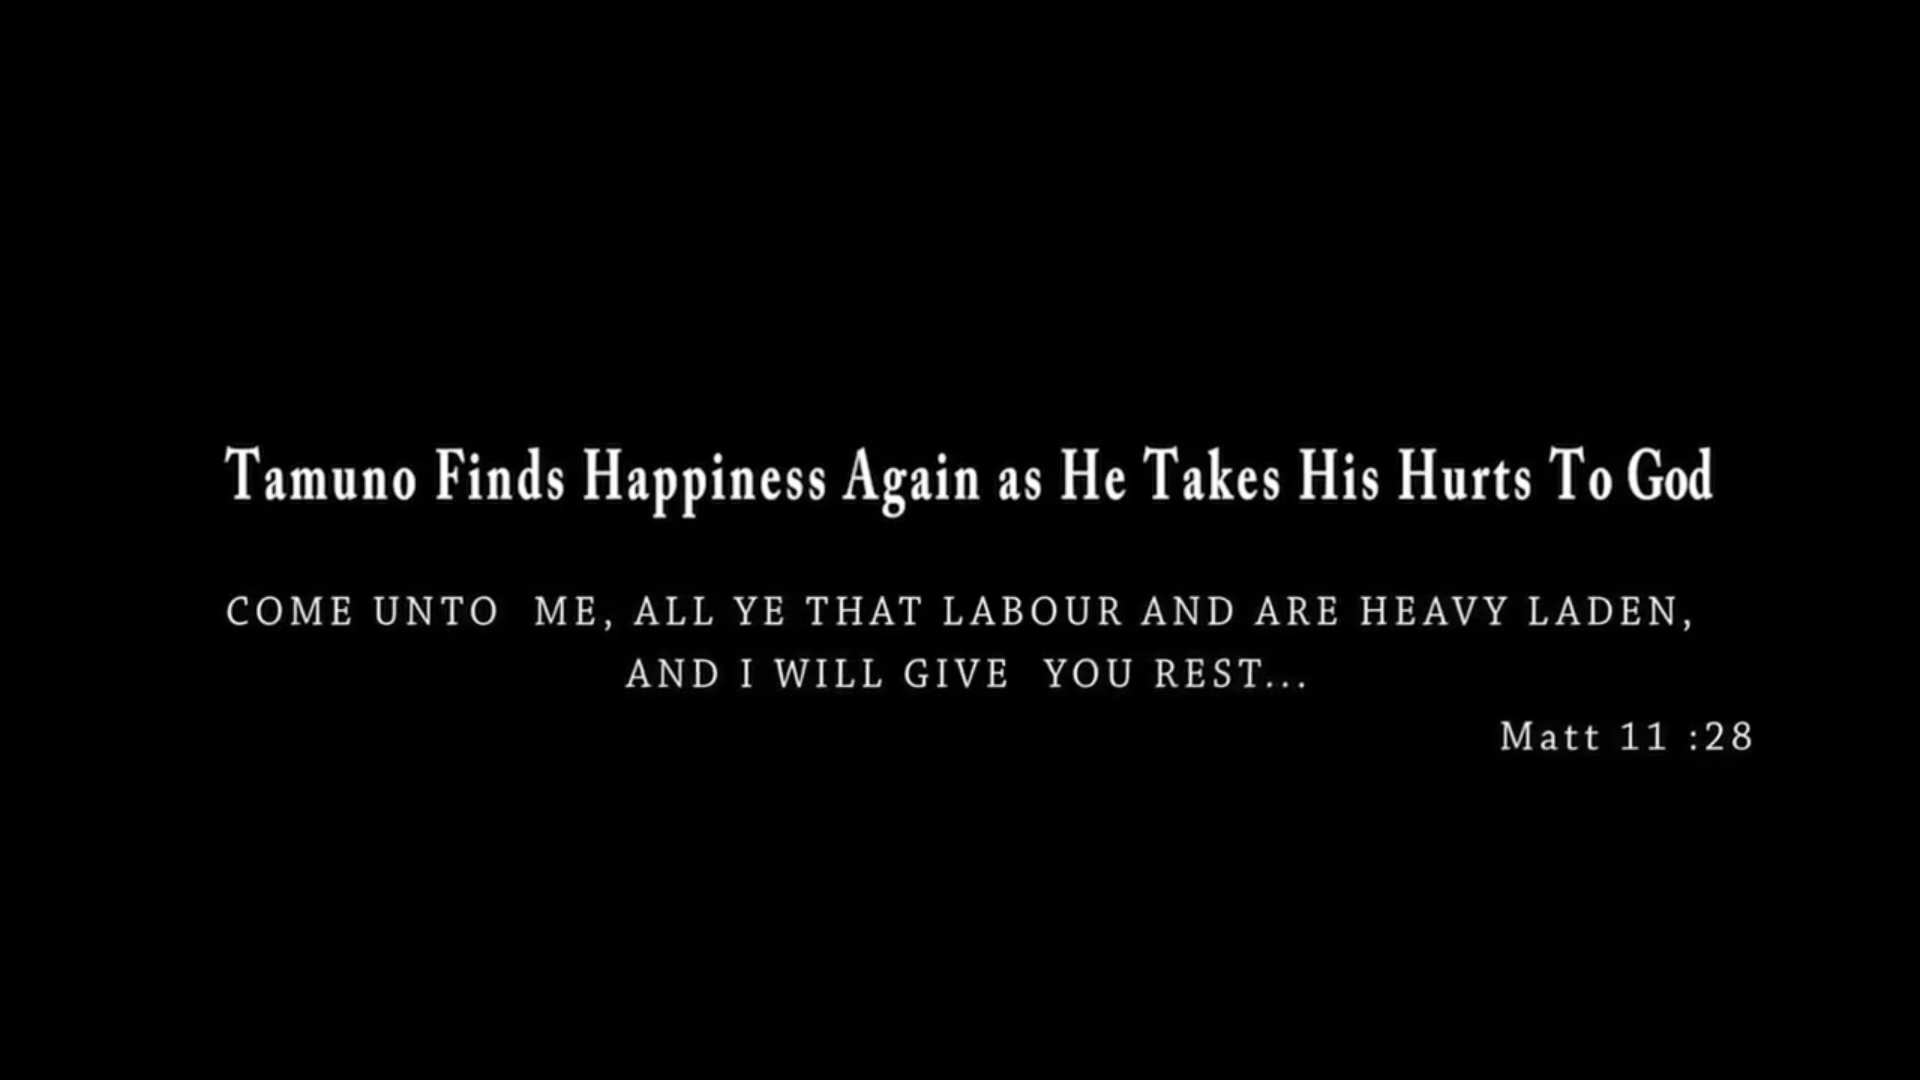 Tamuno Finds Happiness Again as He Takes His Hurts To God
COME UNTO ME, ALL YE THAT LABOUR AND ARE HEAVY LADEN,
AND I WILL GIVE YOU REST...
Matt 11 :28